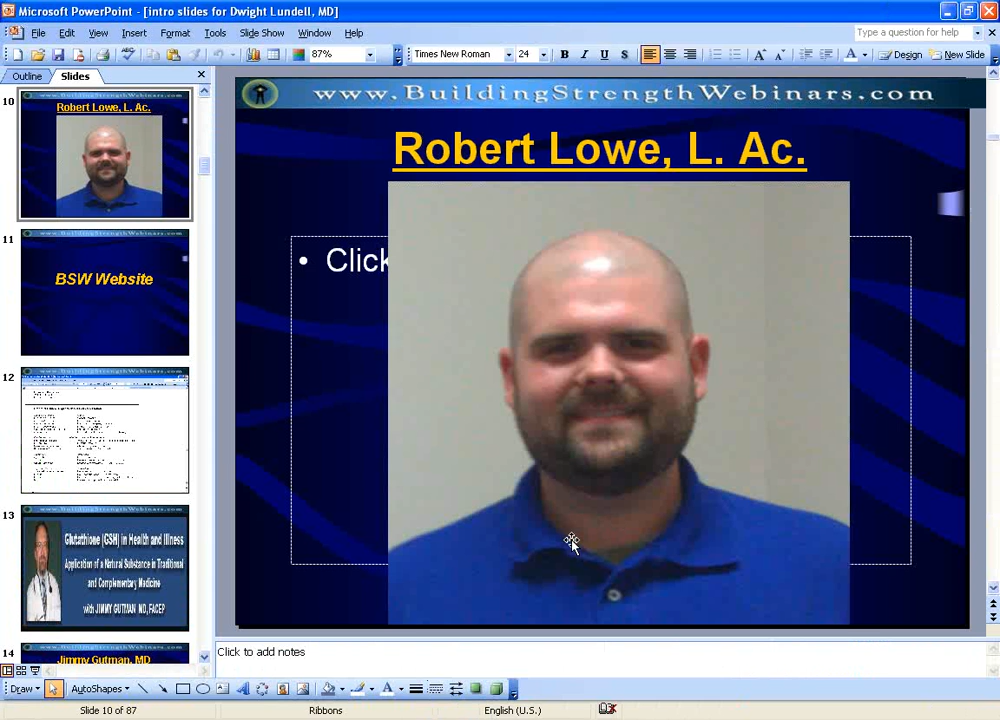 Microsoft PowerPoint - [intro slides for Dwight Lundell, MD]
File Edit View Insert Format Tools Slide Show Window Help
Type a question for help
87%
Times New Roman
24
B I U S
A A
A
Design
New Slide
Outline
Slides
10
Robert Lowe, L. Ac.
11
BSW Website
12
13
Glutathione (GSH) in Health and Illness
Application of a Natural Substance in Traditional
and Complementary Medicine
with JIMMY GUTMAN MD, FACEP
14
Jimmy Gutman, MD
www.BuildingStrengthWebinars.com
Robert Lowe, L. Ac.
• Click
Click to add notes
Draw
AutoShapes
Slide 10 of 87
Ribbons
English (U.S.)